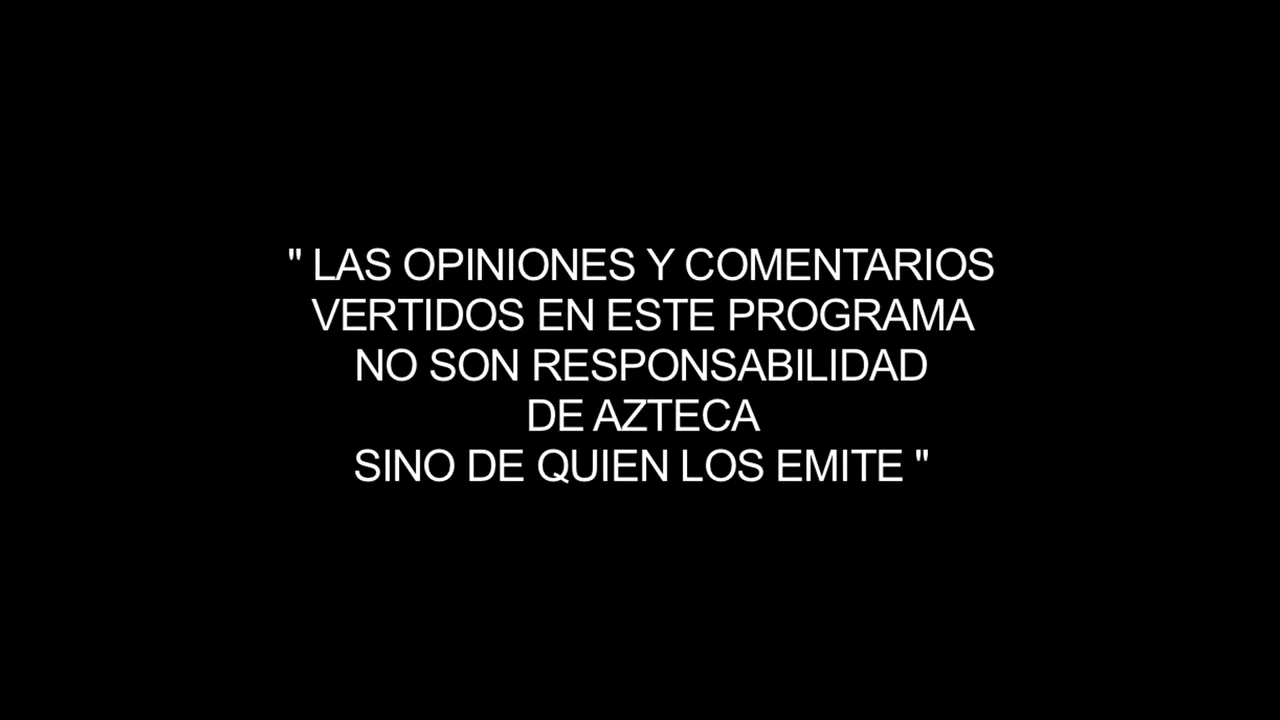 " LAS OPINIONES Y COMENTARIOS
VERTIDOS EN ESTE PROGRAMA
NO SON RESPONSABILIDAD
DE AZTECA
SINO DE QUIEN LOS EMITE "